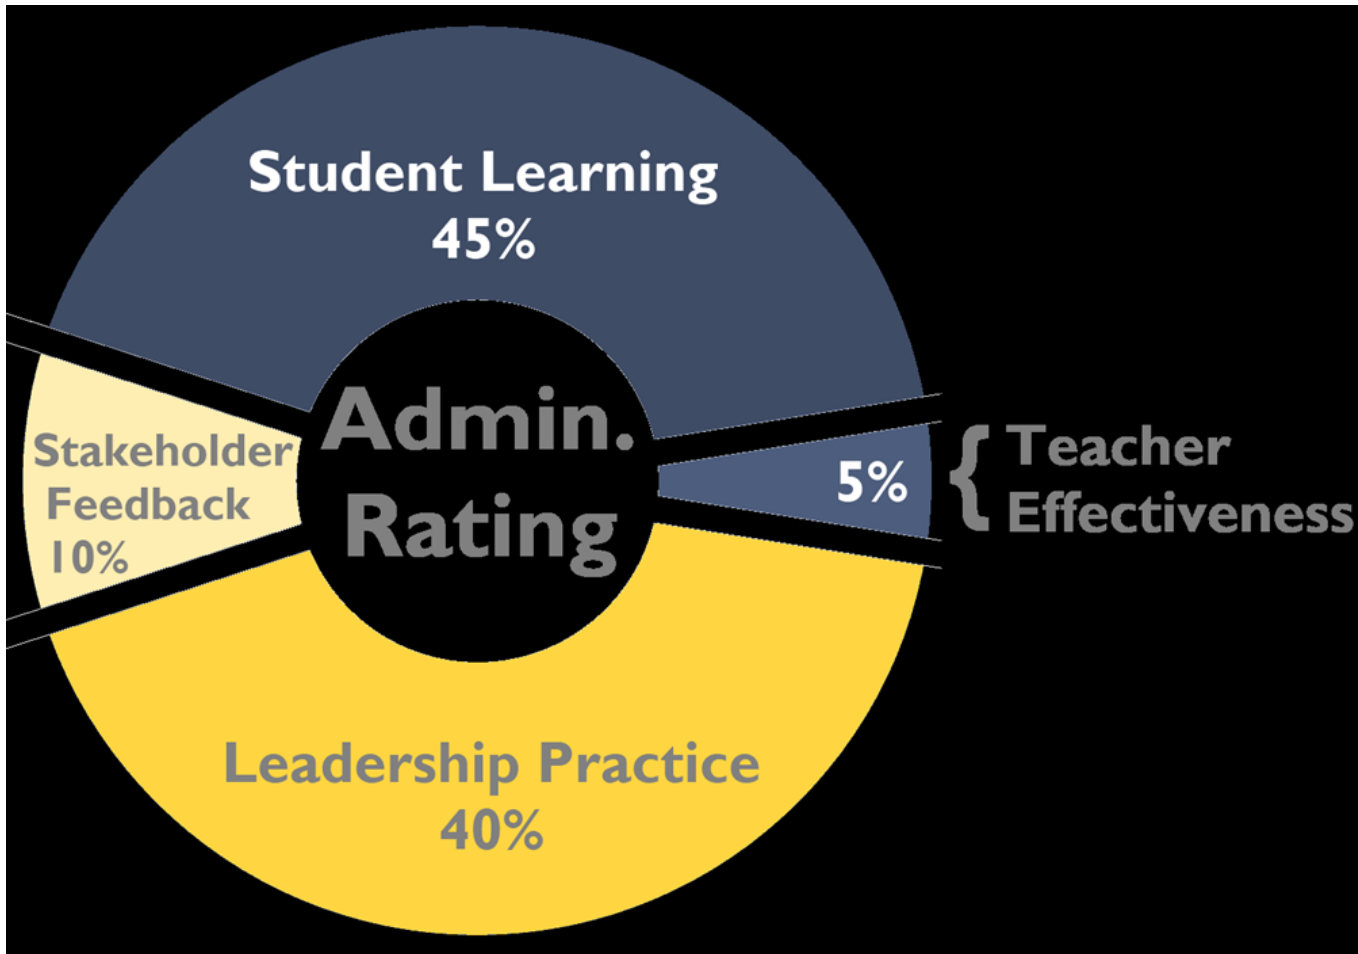 Student Learning
45%
Admin.
Rating
Stakeholder
Feedback
10%
5%
{ Teacher
Effectiveness
Leadership Practice
40%